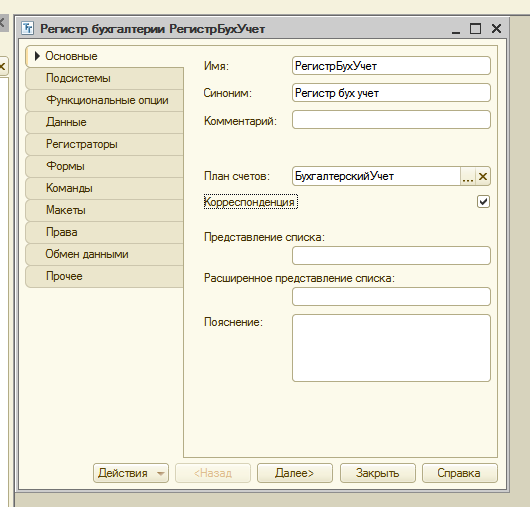 Регистр бухгалтерии РегистрБухУчет
Основные
Подсистемы
Функциональные опции
Данные
Регистраторы
Формы
Команды
Макеты
Права
Обмен данными
Прочее
Имя: РегистрБухУчет
Синоним: Регистр бух учет
Комментарий:
План счетов: БухгалтерскийУчет ...
Корреспонденция
Представление списка:
Расширенное представление списка:
Пояснение:
Действия <Назад Далее> Закрыть Справка